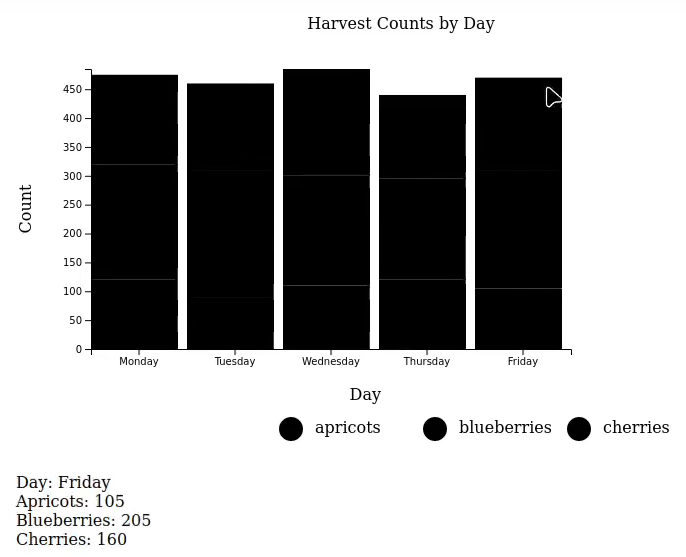 Harvest Counts by Day
450
400
350
300
250
200
150
100
50
0
Count
Monday Tuesday Wednesday Thursday Friday
Day
apricots blueberries cherries
Day: Friday
Apricots: 105
Blueberries: 205
Cherries: 160